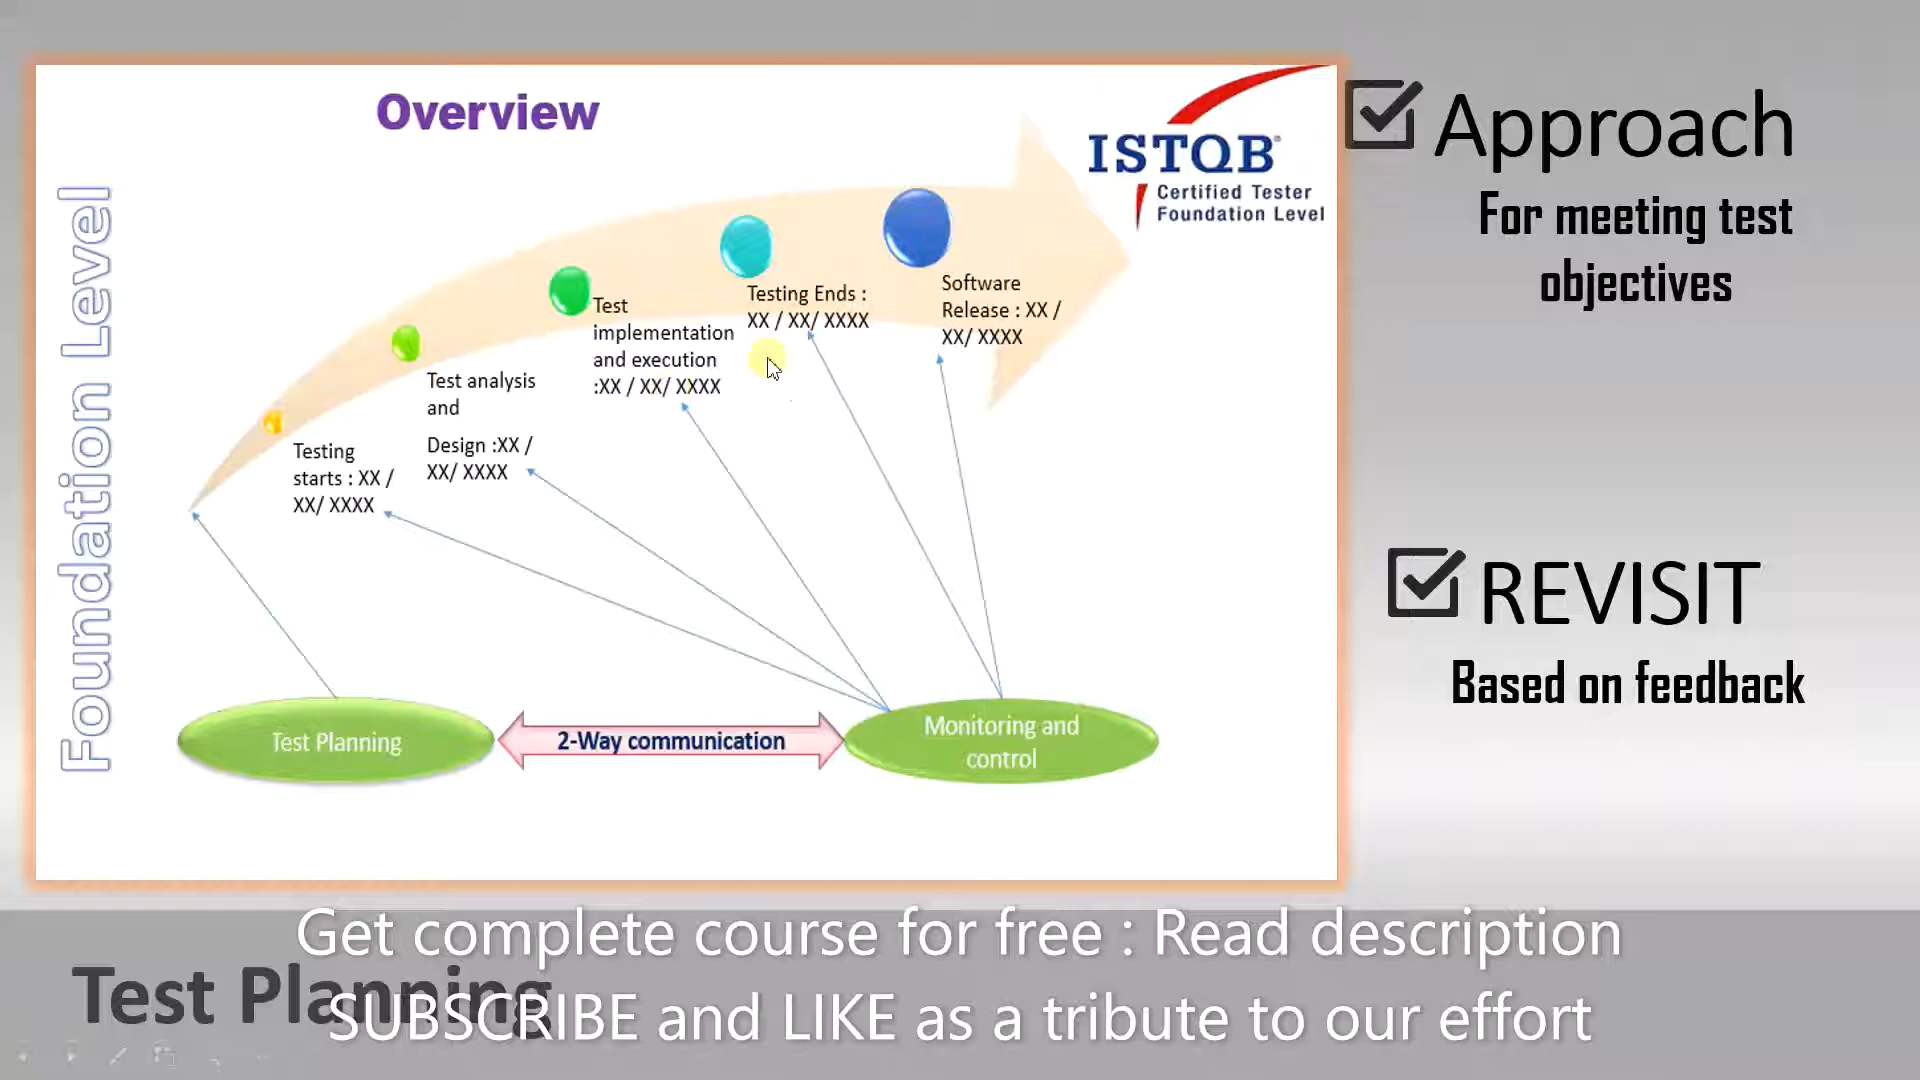 Overview
ISTQB
Certified Tester
Foundation Level
Foundation Level
Testing
starts : XX /
XX/ XXXX
Test analysis
and
Design :XX /
XX/ XXXX
Test
implementation
and execution
:XX / XX/ XXXX
Testing Ends :
XX / XX/ XXXX
Software
Release : XX /
XX/ XXXX
Test Planning
2-Way communication
Monitoring and
control
Approach
For meeting test
objectives
REVISIT
Based on feedback
Get complete course for free : Read description
Test Planning
SUBSCRIBE and LIKE as a tribute to our effort